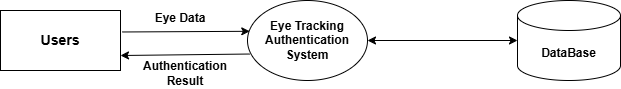 Users
Eye Data
Authentication
Result
Eye Tracking
Authentication
System
DataBase